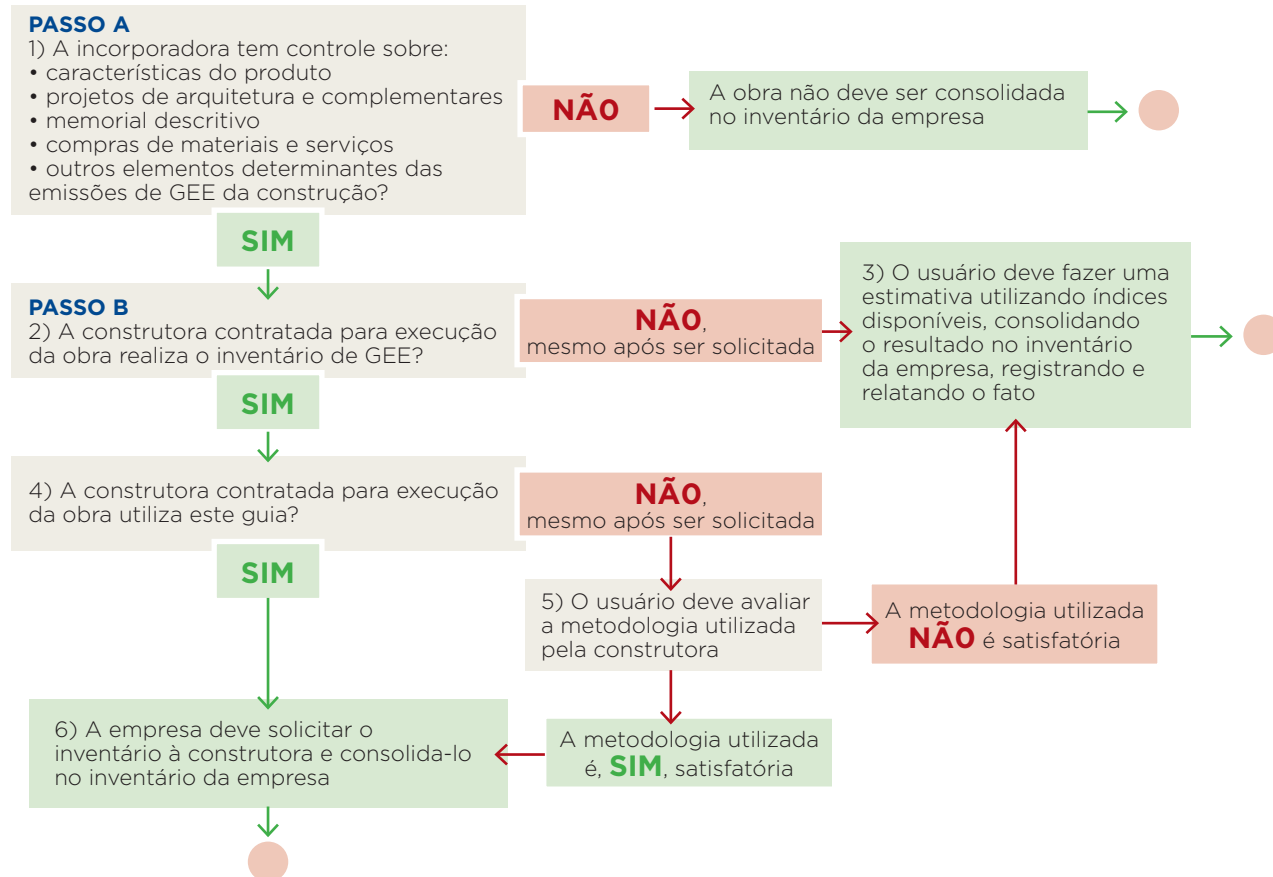 PASSO A
1) A incorporadora tem controle sobre:
• características do produto
• projetos de arquitetura e complementares
• memorial descritivo
• compras de materiais e serviços
• outros elementos determinantes das
emissões de GEE da construção?
NÃO
A obra não deve ser consolidada
no inventário da empresa
SIM
PASSO B
2) A construtora contratada para execução
da obra realiza o inventário de GEE?
NÃO,
mesmo após ser solicitada
3) O usuário deve fazer uma
estimativa utilizando índices
disponíveis, consolidando
o resultado no inventário
da empresa, registrando e
relatando o fato
SIM
4) A construtora contratada para execução
da obra utiliza este guia?
NÃO,
mesmo após ser solicitada
SIM
5) O usuário deve avaliar
a metodologia utilizada
pela construtora
A metodologia utilizada
NÃO é satisfatória
6) A empresa deve solicitar o
inventário à construtora e consolida-lo
no inventário da empresa
A metodologia utilizada
é, SIM, satisfatória